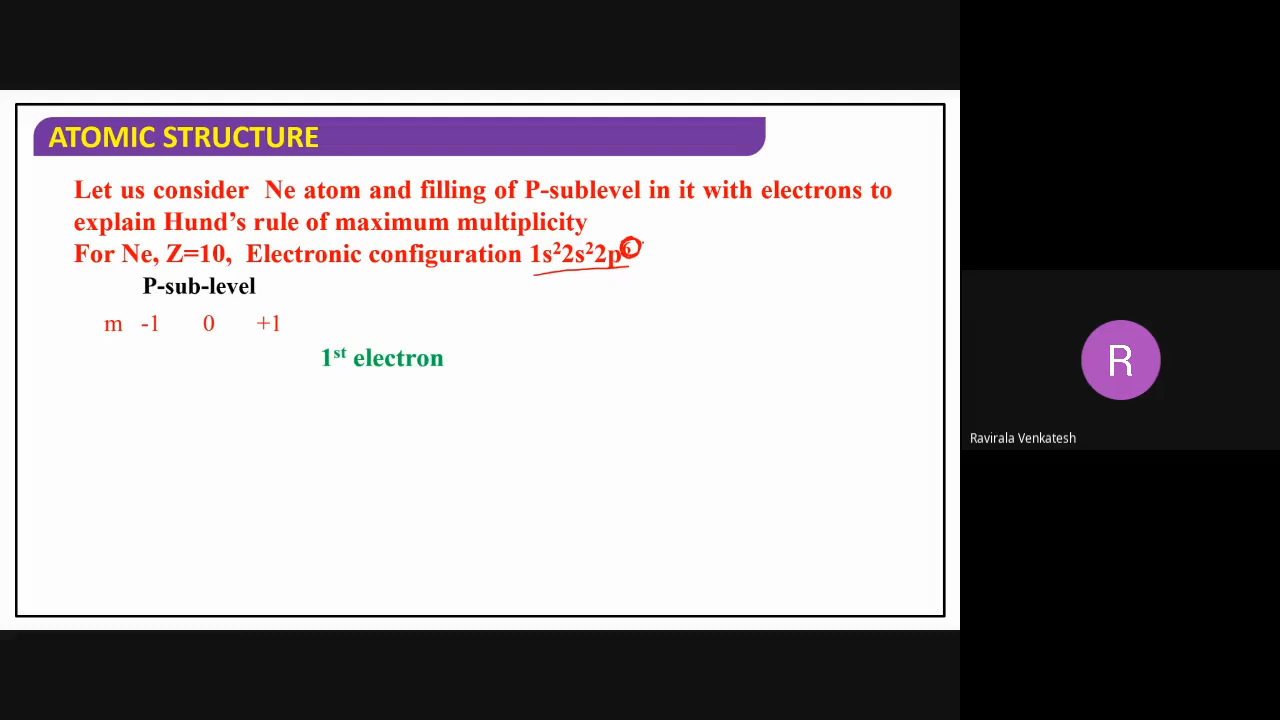 ATOMIC STRUCTURE
Let us consider Ne atom and filling of P-sublevel in it with electrons to
explain Hund's rule of maximum multiplicity
For Ne, Z=10, Electronic configuration 1s²2s²2p⁶
P-sub-level
m -1 0 +1
1st electron
R
Ravirala Venkatesh